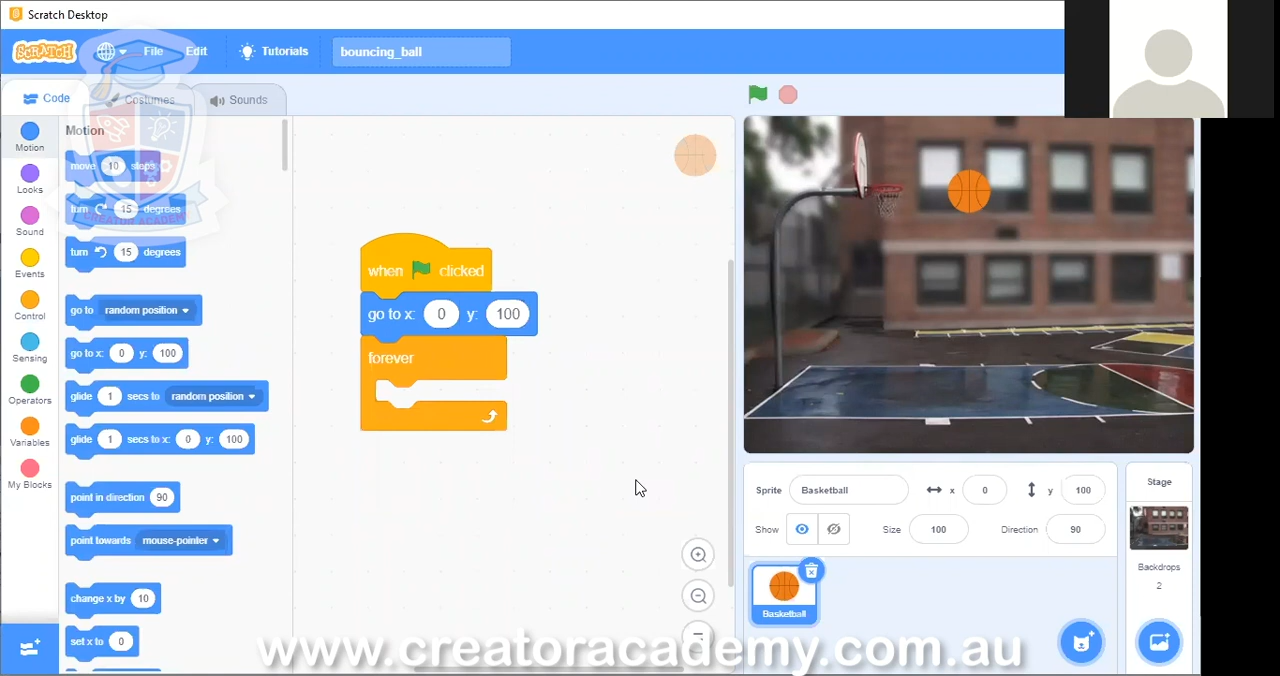 Scratch Desktop
SCRATCH
File
Edit
Tutorials
bouncing_ball
Code
Costumes
Sounds
Motion
Looks
Sound
Events
Control
Sensing
Operators
Variables
My Blocks
Motion
move 10 steps
turn 15 degrees
CREATOR ACADEMY
turn 15 degrees
go to random position
go to x: 0 y: 100
glide 1 secs to random position
glide 1 secs to x: 0 y: 100
point in direction 90
point towards mouse-pointer
change x by 10
set x to 0
when clicked
go to x: 0 y: 100
forever
Sprite Basketball x 0 y 100
Show Size 100 Direction 90
Basketball
Stage
Backdrops
2
www.creatoracademy.com.au